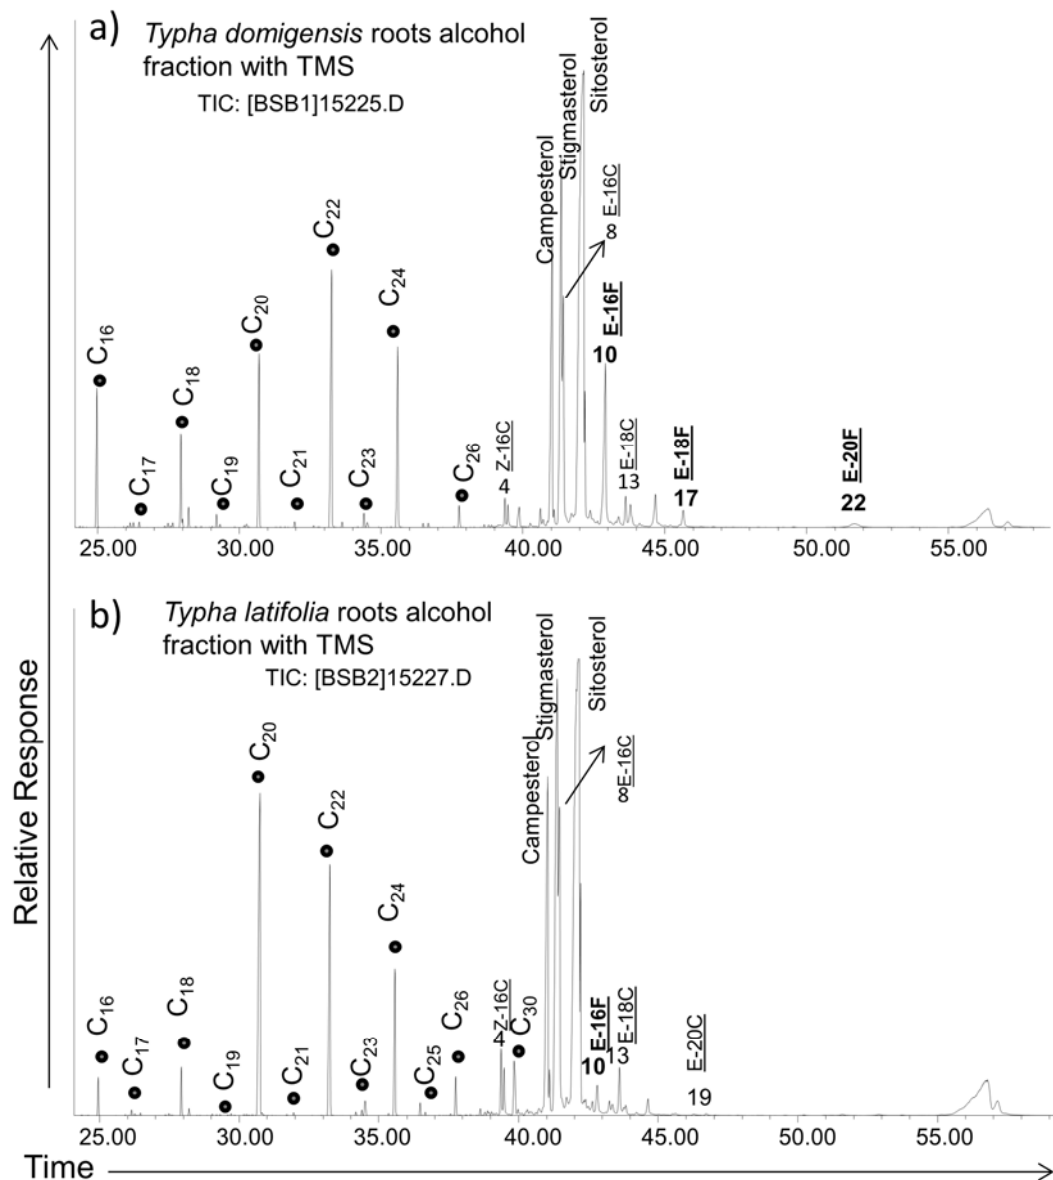 a)
Typha domigensis roots alcohol
fraction with TMS
TIC: [BSB1]15225.D
C16
C17
C18
C19
C20
C21
C22
C23
C24
C26
4 Z-16C
Campesterol
Stigmasterol
8 E-16C
Sitosterol
10 E-16F
13 E-18C
17 E-18F
22 E-20F
25.00 30.00 35.00 40.00 45.00 50.00 55.00
b)
Typha latifolia roots alcohol
fraction with TMS
TIC: [BSB2]15227.D
C16
C17
C18
C19
C20
C21
C22
C23
C24
C25
C26
4 Z-16C
C30
Campesterol
Stigmasterol
8 E-16C
Sitosterol
10 E-16F
13 E-18C
19 E-20C
25.00 30.00 35.00 40.00 45.00 50.00 55.00
Relative Response
Time